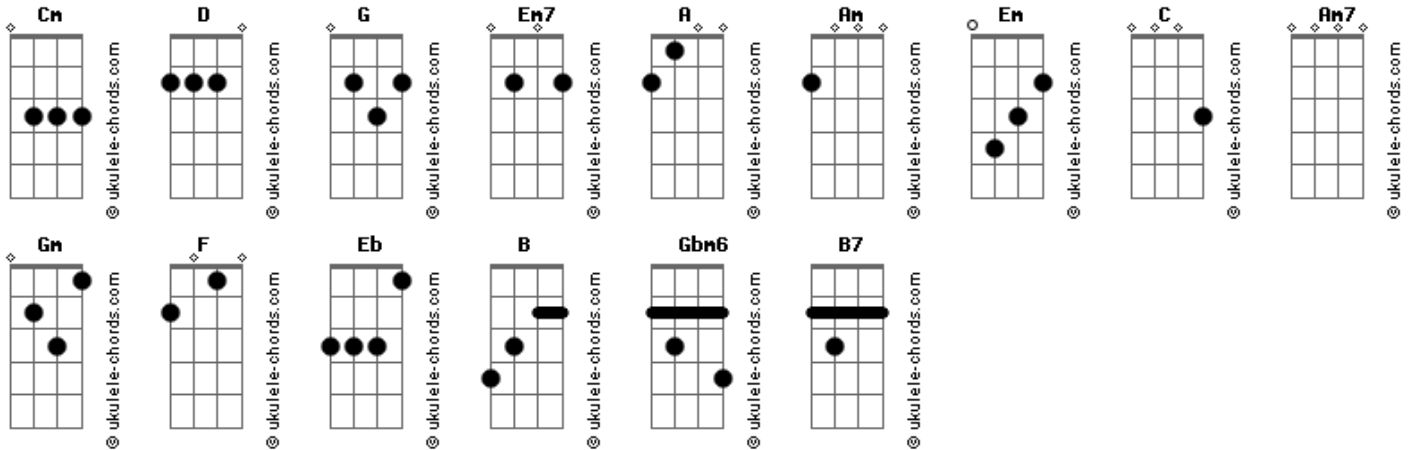 Cm D G Em7 A Am Em C Am7
© ukulele-chords.com © ukulele-chords.com © ukulele-chords.com © ukulele-chords.com © ukulele-chords.com © ukulele-chords.com © ukulele-chords.com © ukulele-chords.com © ukulele-chords.com
Gm F Eb B Gbm6 B7
© ukulele-chords.com © ukulele-chords.com © ukulele-chords.com © ukulele-chords.com © ukulele-chords.com © ukulele-chords.com